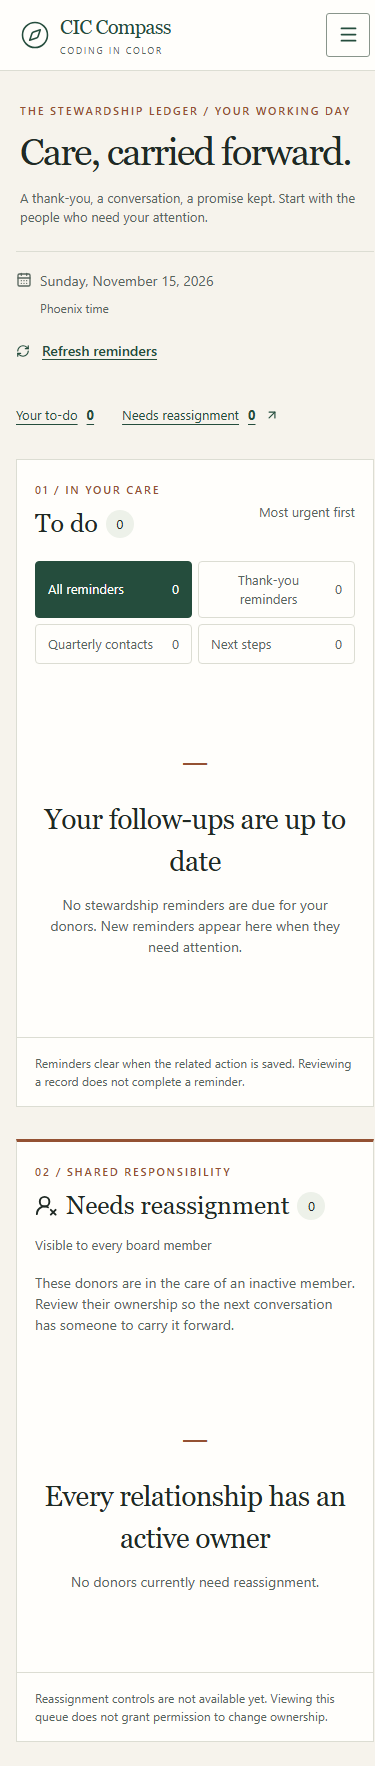 CIC Compass
CODING IN COLOR
THE STEWARDSHIP LEDGER / YOUR WORKING DAY
Care, carried forward.
A thank-you, a conversation, a promise kept. Start with the
people who need your attention.
Sunday, November 15, 2026
Phoenix time
Refresh reminders
Your to-do 0 Needs reassignment 0
01 / IN YOUR CARE
To do 0
Most urgent first
All reminders 0
Thank-you
reminders 0
Quarterly contacts 0
Next steps 0
Your follow-ups are up to
date
No stewardship reminders are due for your
donors. New reminders appear here when they
need attention.
Reminders clear when the related action is saved. Reviewing
a record does not complete a reminder.
02 / SHARED RESPONSIBILITY
Needs reassignment 0
Visible to every board member
These donors are in the care of an inactive member.
Review their ownership so the next conversation
has someone to carry it forward.
Every relationship has an
active owner
No donors currently need reassignment.
Reassignment controls are not available yet. Viewing this
queue does not grant permission to change ownership.